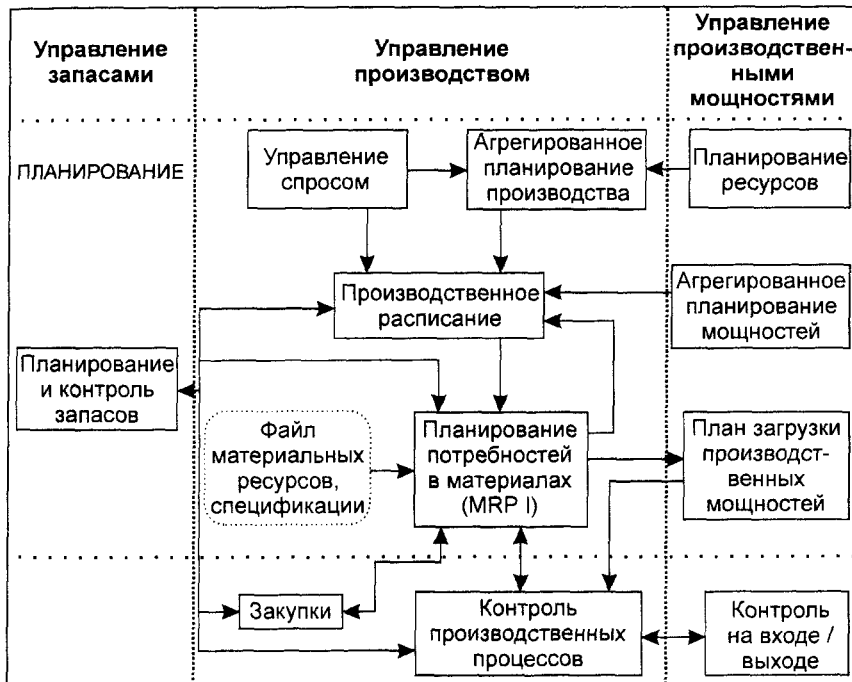 Управление
запасами
Управление
производством
Управление
производствен-
ными
мощностями
ПЛАНИРОВАНИЕ
Управление
спросом
Агрегированное
планирование
производства
Планирование
ресурсов
Производственное
расписание
Агрегированное
планирование
мощностей
Планирование
и контроль
запасов
Файл
материальных
ресурсов,
спецификации
Планирование
потребностей
в материалах
(MRP I)
План загрузки
производст-
венных
мощностей
Закупки
Контроль
производственных
процессов
Контроль
на входе /
выходе